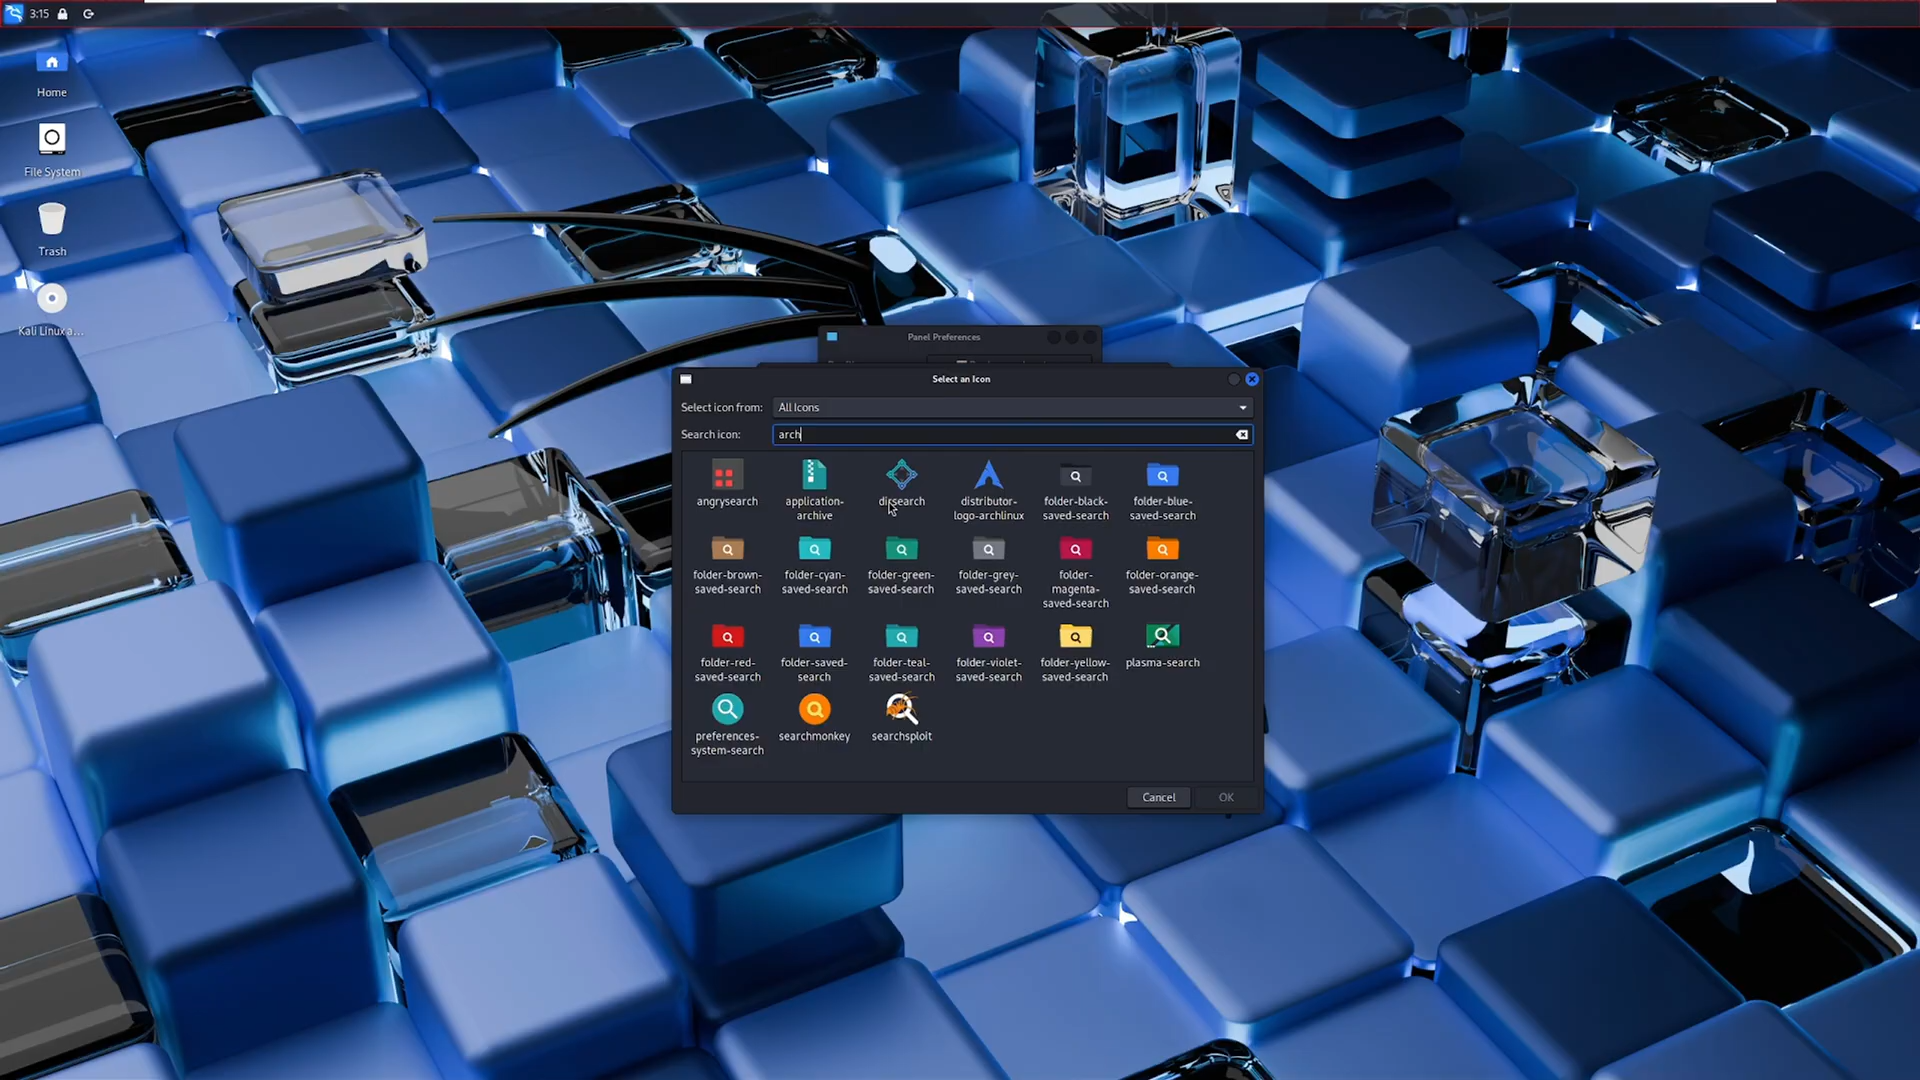 3:15
Home
File System
Trash
Kali Linux a...
Panel Preferences
Select an Icon
Select icon from: All Icons
Search icon: arch
angrysearch
application-
archive
dirsearch
distributor-
logo-archlinux
folder-black-
saved-search
folder-blue-
saved-search
folder-brown-
saved-search
folder-cyan-
saved-search
folder-green-
saved-search
folder-grey-
saved-search
folder-
magenta-
saved-search
folder-orange-
saved-search
folder-red-
saved-search
folder-saved-
search
folder-teal-
saved-search
folder-violet-
saved-search
folder-yellow-
saved-search
plasma-search
preferences-
system-search
searchmonkey
searchsploit
Cancel
OK